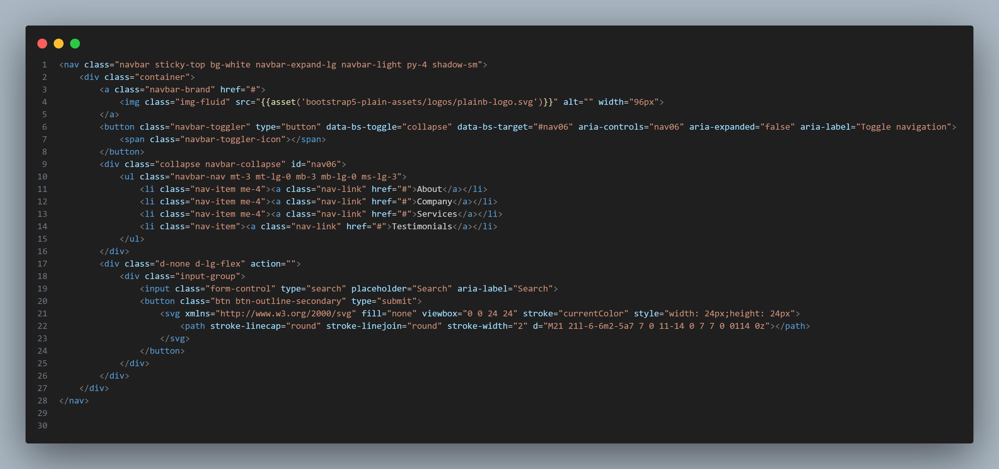 1 <nav class="navbar sticky-top bg-white navbar-expand-lg navbar-light py-4 shadow-sm">
2     <div class="container">
3         <a class="navbar-brand" href="#">
4             <img class="img-fluid" src="{{asset('bootstrap5-plain-assets/logos/plainb-logo.svg')}}" alt="" width="96px">
5         </a>
6         <button class="navbar-toggler" type="button" data-bs-toggle="collapse" data-bs-target="#nav06" aria-controls="nav06" aria-expanded="false" aria-label="Toggle navigation">
7             <span class="navbar-toggler-icon"></span>
8         </button>
9         <div class="collapse navbar-collapse" id="nav06">
10             <ul class="navbar-nav mt-3 mt-lg-0 mb-3 mb-lg-0 ms-lg-3">
11                 <li class="nav-item me-4"><a class="nav-link" href="#">About</a></li>
12                 <li class="nav-item me-4"><a class="nav-link" href="#">Company</a></li>
13                 <li class="nav-item me-4"><a class="nav-link" href="#">Services</a></li>
14                 <li class="nav-item"><a class="nav-link" href="#">Testimonials</a></li>
15             </ul>
16         </div>
17         <div class="d-none d-lg-flex" action="">
18             <div class="input-group">
19                 <input class="form-control" type="search" placeholder="Search" aria-label="Search">
20                 <button class="btn btn-outline-secondary" type="submit">
21                     <svg xmlns="http://www.w3.org/2000/svg" fill="none" viewbox="0 0 24 24" stroke="currentColor" style="width: 24px;height: 24px">
22                         <path stroke-linecap="round" stroke-linejoin="round" stroke-width="2" d="M21 21l-6-6m2-5a7 7 0 11-14 0 7 7 0 0114 0z"></path>
23                     </svg>
24                 </button>
25             </div>
26         </div>
27     </div>
28 </nav>
29
30